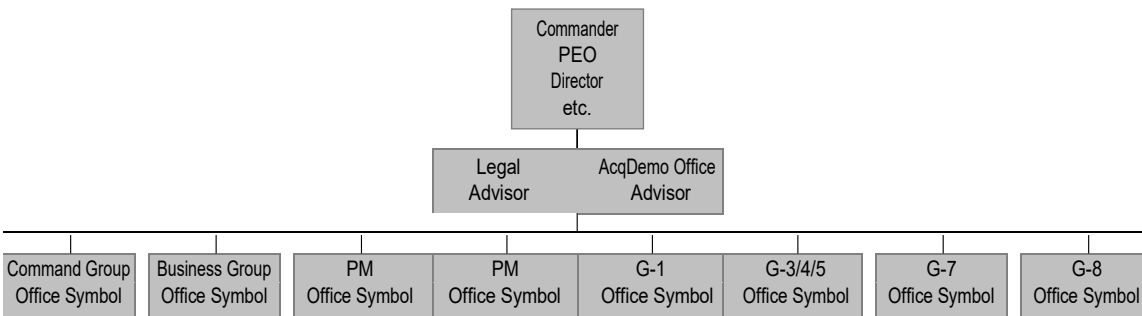 Commander
PEO
Director
etc.
Legal
Advisor
AcqDemo Office
Advisor
Command Group
Office Symbol
Business Group
Office Symbol
PM
Office Symbol
PM
Office Symbol
G-1
Office Symbol
G-3/4/5
Office Symbol
G-7
Office Symbol
G-8
Office Symbol